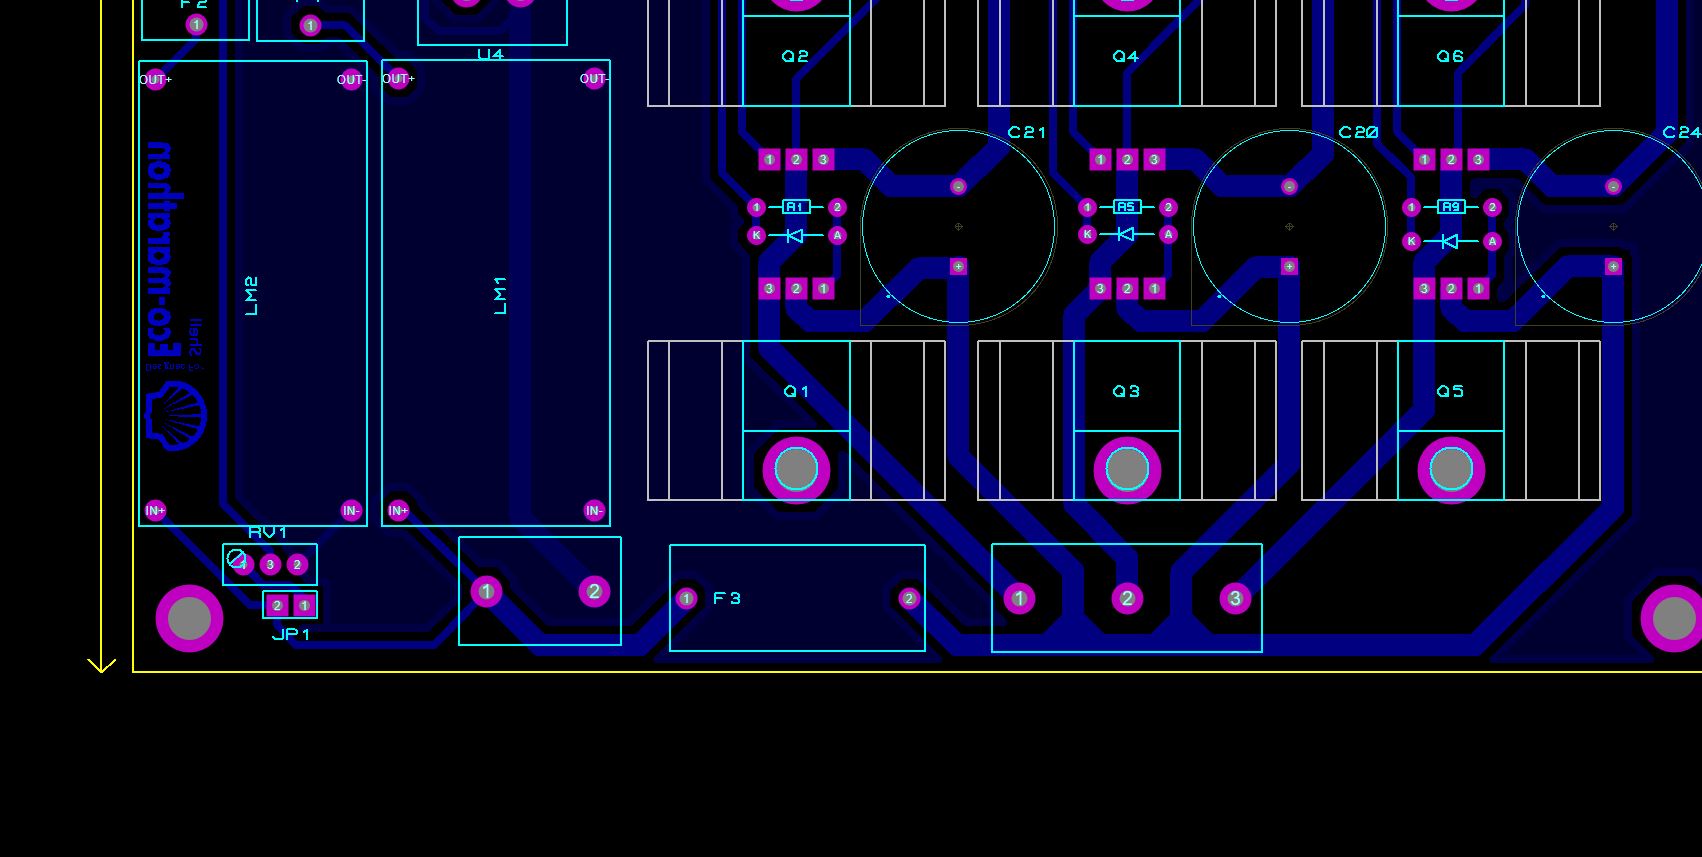 1
1
U4
OUT+
OUT-
OUT+
OUT-
Q2
Q4
Q6
C21
C20
C24
1 2 3
1 2 3
1 2 3
-
-
-
1 R1 2
1 R5 2
1 R9 2
K A
K A
K A
+
+
+
3 2 1
3 2 1
3 2 1
Eco-marathon
Shell
Designed For
LM2
LM1
Q1
Q3
Q5
IN+
IN-
IN+
IN-
RV1
1 3 2
2 1
JP1
1 2
1 F3 2
1 2 3